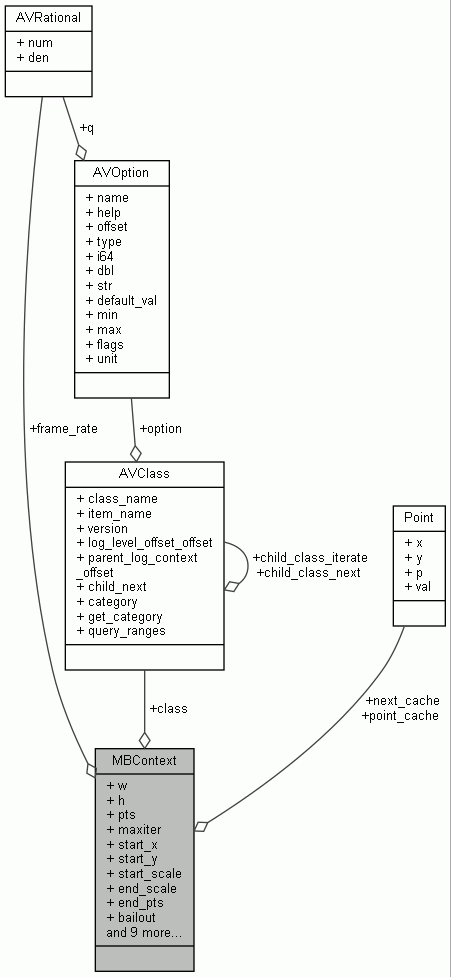 AVRational
+ num
+ den
+q
AVOption
+ name
+ help
+ offset
+ type
+ i64
+ dbl
+ str
+ default_val
+ min
+ max
+ flags
+ unit
+frame_rate
+option
AVClass
+ class_name
+ item_name
+ version
+ log_level_offset_offset
+ parent_log_context
_offset
+ child_next
+ category
+ get_category
+ query_ranges
+child_class_iterate
+child_class_next
Point
+ x
+ y
+ p
+ val
+class
+next_cache
+point_cache
MBContext
+ w
+ h
+ pts
+ maxiter
+ start_x
+ start_y
+ start_scale
+ end_scale
+ end_pts
+ bailout
and 9 more...